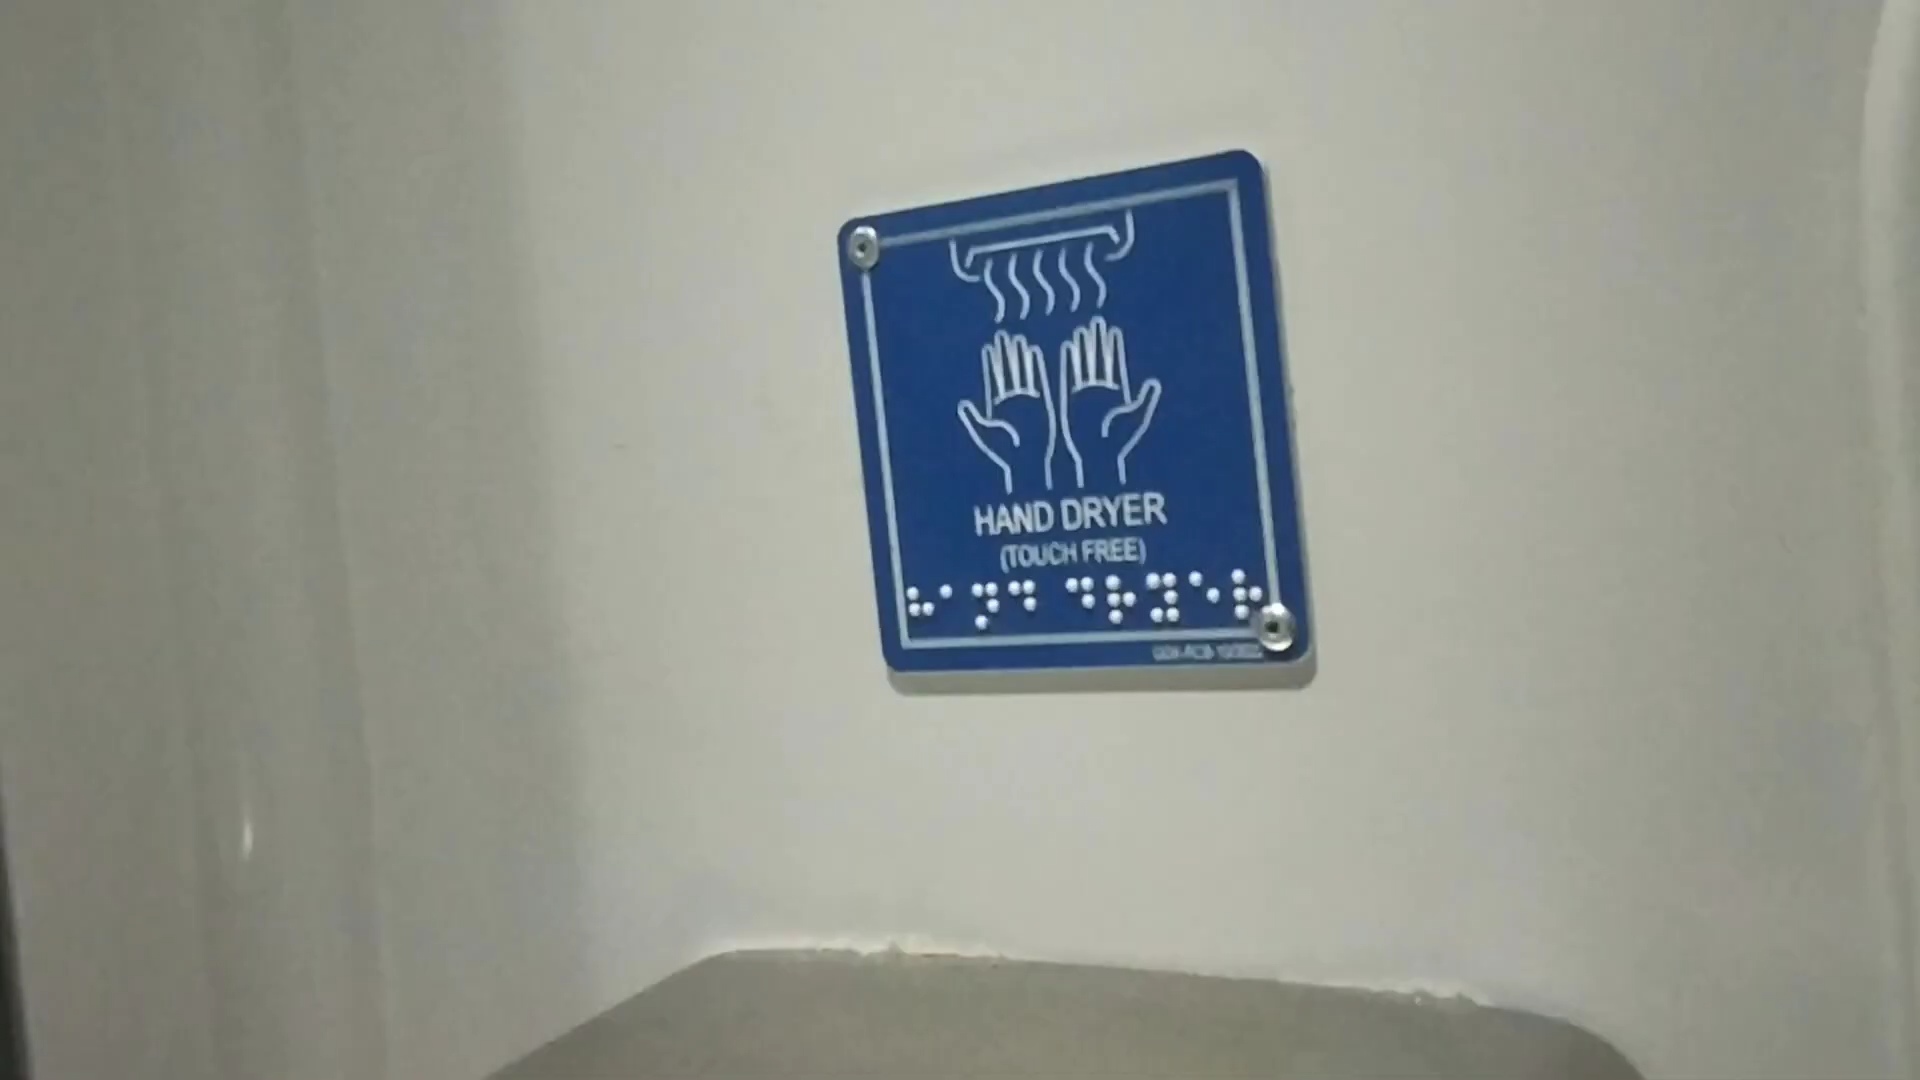 HAND DRYER
(TOUCH FREE)
⠓⠁⠝⠙ ⠙⠗⠽⠑⠗